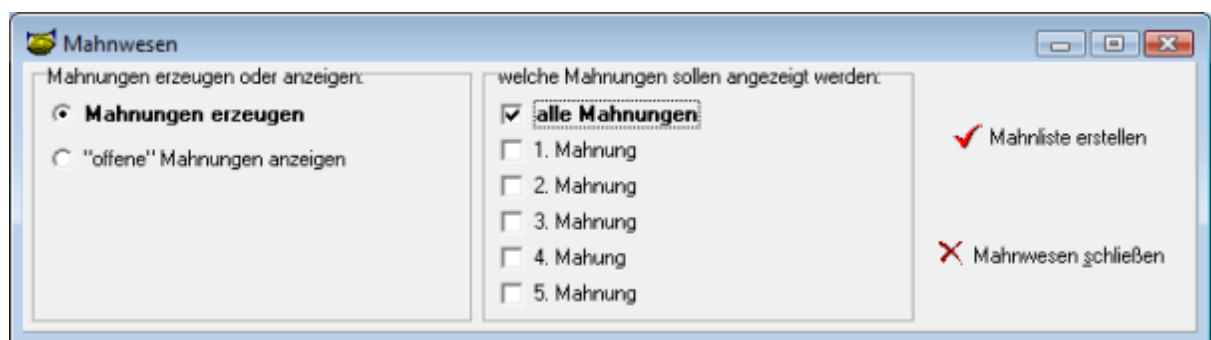 Mahnwesen
Mahnungen erzeugen oder anzeigen:
Mahnungen erzeugen
"offene" Mahnungen anzeigen
welche Mahnungen sollen angezeigt werden:
alle Mahnungen
1. Mahnung
2. Mahnung
3. Mahnung
4. Mahung
5. Mahnung
Mahnliste erstellen
Mahnwesen schließen